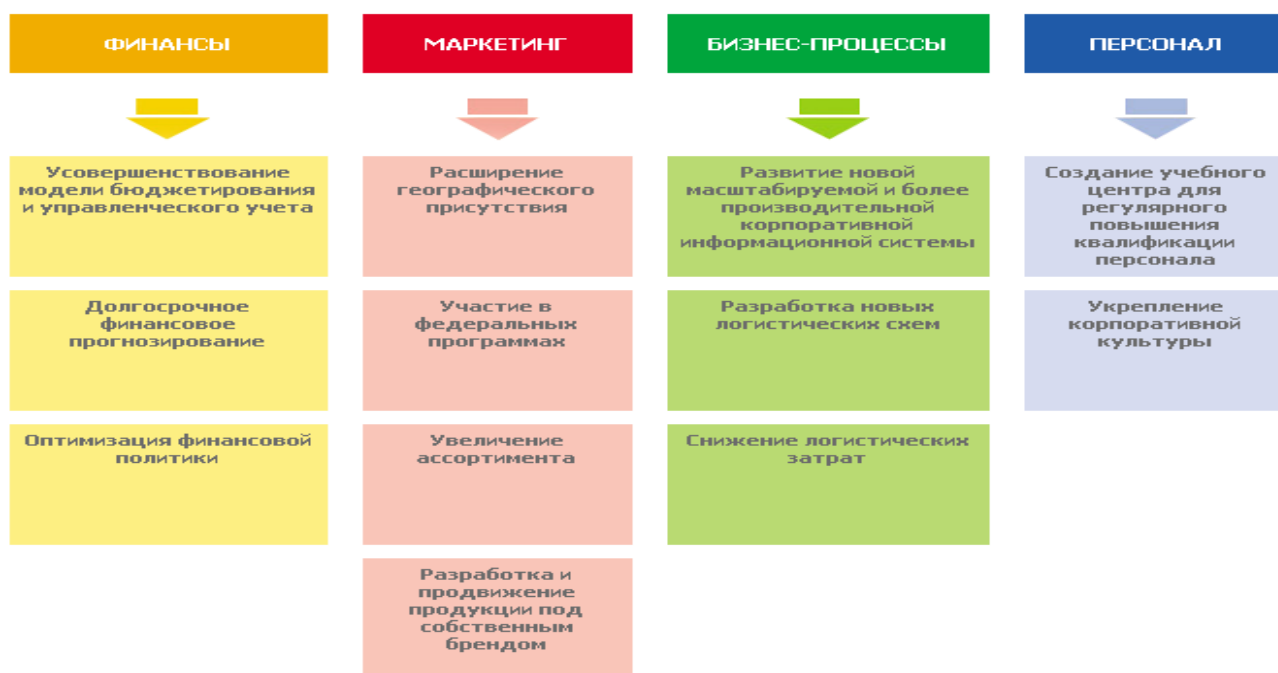 ФИНАНСЫ
МАРКЕТИНГ
БИЗНЕС-ПРОЦЕССЫ
ПЕРСОНАЛ
Усовершенствование
модели бюджетирования
и управленческого учета
Расширение
географического
присутствия
Развитие новой
масштабируемой и более
производительной
корпоративной
информационной системы
Создание учебного
центра для
регулярного
повышения
квалификации
персонала
Долгосрочное
финансовое
прогнозирование
Участие в
федеральных
программах
Разработка новых
логистических схем
Укрепление
корпоративной
культуры
Оптимизация финансовой
политики
Увеличение
ассортимента
Снижение логистических
затрат
Разработка и
продвижение
продукции под
собственным
брендом